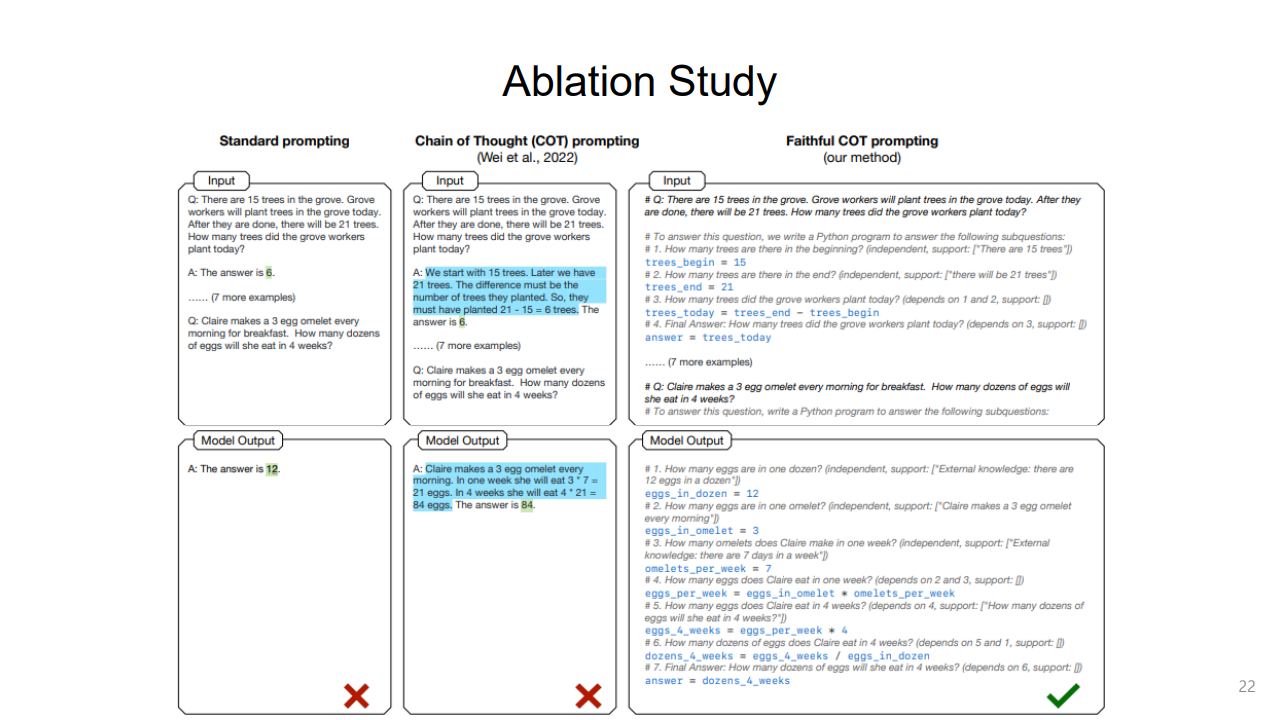 Ablation Study
Standard prompting
Input
Q: There are 15 trees in the grove. Grove
workers will plant trees in the grove today.
After they are done, there will be 21 trees.
How many trees did the grove workers
plant today?
A: The answer is 6.
...... (7 more examples)
Q: Claire makes a 3 egg omelet every
morning for breakfast. How many dozens
of eggs will she eat in 4 weeks?
Model Output
A: The answer is 12.
Chain of Thought (COT) prompting
(Wei et al., 2022)
Input
Q: There are 15 trees in the grove. Grove
workers will plant trees in the grove today.
After they are done, there will be 21 trees.
How many trees did the grove workers
plant today?
A: We start with 15 trees. Later we have
21 trees. The difference must be the
number of trees they planted. So, they
must have planted 21 - 15 = 6 trees. The
answer is 6.
...... (7 more examples)
Q: Claire makes a 3 egg omelet every
morning for breakfast. How many dozens
of eggs will she eat in 4 weeks?
Model Output
A: Claire makes a 3 egg omelet every
morning. In one week she will eat 3 * 7 =
21 eggs. In 4 weeks she will eat 4 * 21 =
84 eggs. The answer is 84.
Faithful COT prompting
(our method)
Input
# Q: There are 15 trees in the grove. Grove workers will plant trees in the grove today. After they
are done, there will be 21 trees. How many trees did the grove workers plant today?
# To answer this question, we write a Python program to answer the following subquestions:
# 1. How many trees are there in the beginning? (independent, support: ["There are 15 trees"])
trees_begin = 15
# 2. How many trees are there in the end? (independent, support: ["there will be 21 trees"])
trees_end = 21
# 3. How many trees did the grove workers plant today? (depends on 1 and 2, support: [])
trees_today = trees_end - trees_begin
# 4. Final Answer: How many trees did the grove workers plant today? (depends on 3, support: [])
answer = trees_today
...... (7 more examples)
# Q: Claire makes a 3 egg omelet every morning for breakfast. How many dozens of eggs will
she eat in 4 weeks?
# To answer this question, write a Python program to answer the following subquestions:
Model Output
# 1. How many eggs are in one dozen? (independent, support: ["External knowledge: there are
12 eggs in a dozen"])
eggs_in_dozen = 12
# 2. How many eggs are in one omelet? (independent, support: ["Claire makes a 3 egg omelet
every morning"])
eggs_in_omelet = 3
# 3. How many omelets does Claire make in one week? (independent, support: ["External
knowledge: there are 7 days in a week"])
omelets_per_week = 7
# 4. How many eggs does Claire eat in one week? (depends on 2 and 3, support: [])
eggs_per_week = eggs_in_omelet * omelets_per_week
# 5. How many eggs does Claire eat in 4 weeks? (depends on 4, support: ["How many dozens of
eggs will she eat in 4 weeks?"])
eggs_4_weeks = eggs_per_week * 4
# 6. How many dozens of eggs does Claire eat in 4 weeks? (depends on 5 and 1, support: [])
dozens_4_weeks = eggs_4_weeks / eggs_in_dozen
# 7. Final Answer: How many dozens of eggs will she eat in 4 weeks? (depends on 6, support: [])
answer = dozens_4_weeks
22